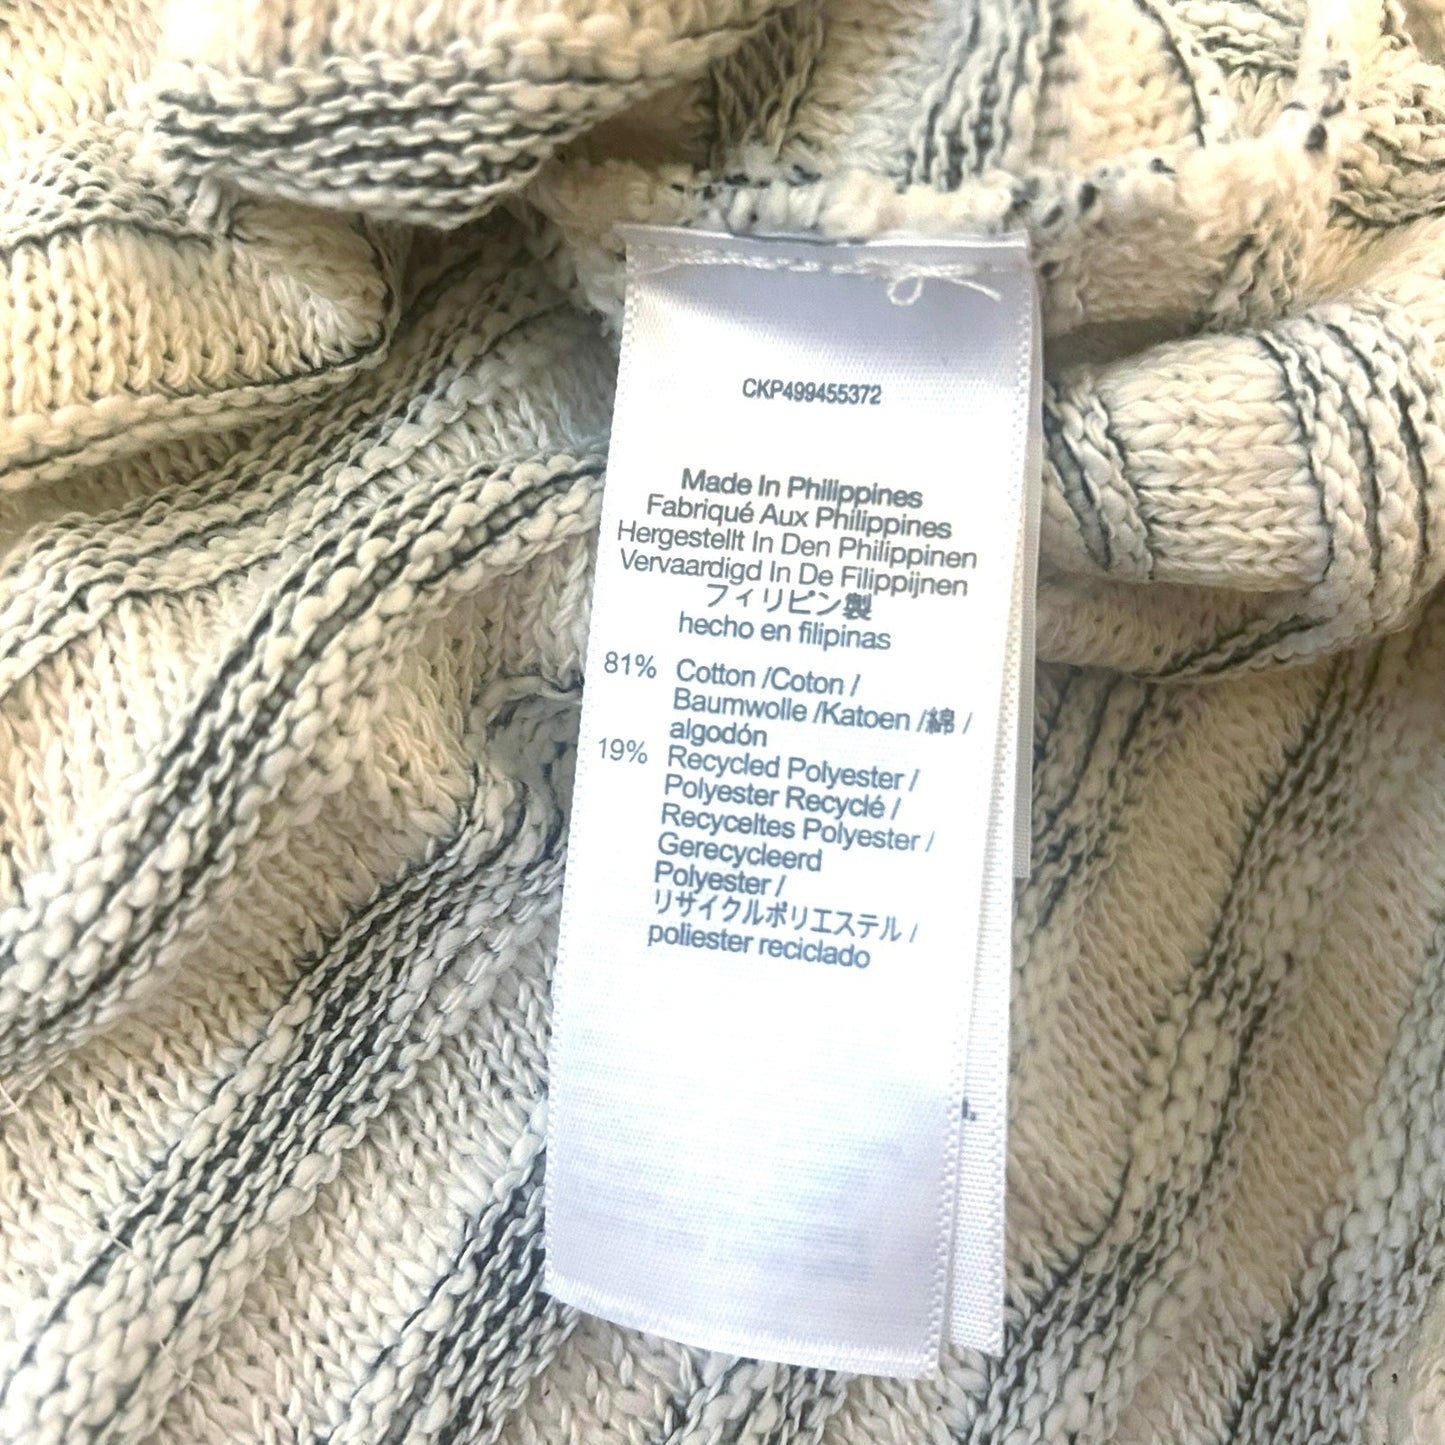 CKP499455372
Made In Philippines
Fabriqué Aux Philippines
Hergestellt In Den Philippinen
Vervaardigd In De Filippijnen
フィリピン製
hecho en filipinas
81% Cotton /Coton /
Baumwolle /Katoen /綿 /
algodón
19% Recycled Polyester /
Polyester Recyclé /
Recyceltes Polyester /
Gerecycleerd
Polyester /
リサイクルポリエステル /
poliester reciclado